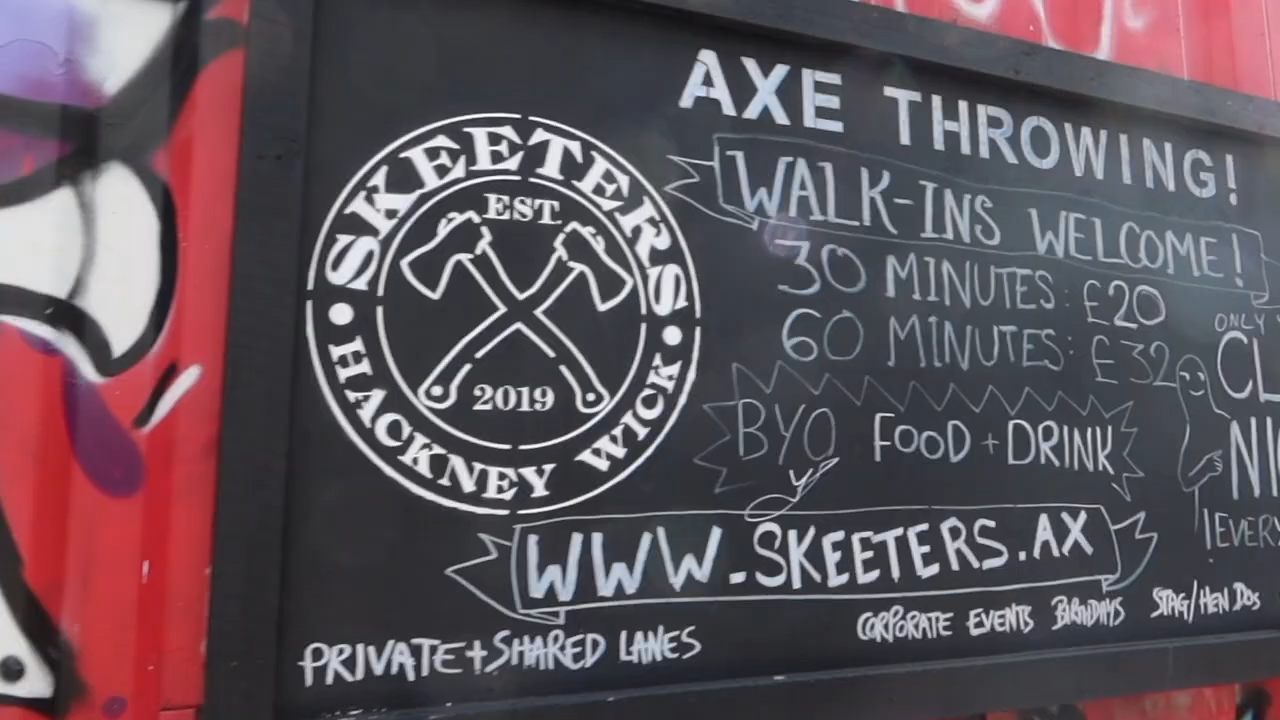 SKEETERS
EST.
2019
HACKNEY WICK
AXE THROWING!
WALK-INS WELCOME!
30 MINUTES: £20
60 MINUTES: £32
BYO FOOD + DRINK
WWW.SKEETERS.AX
PRIVATE + SHARED LANES
CORPORATE EVENTS BIRTHDAYS STAG/HEN DOS
ONLY